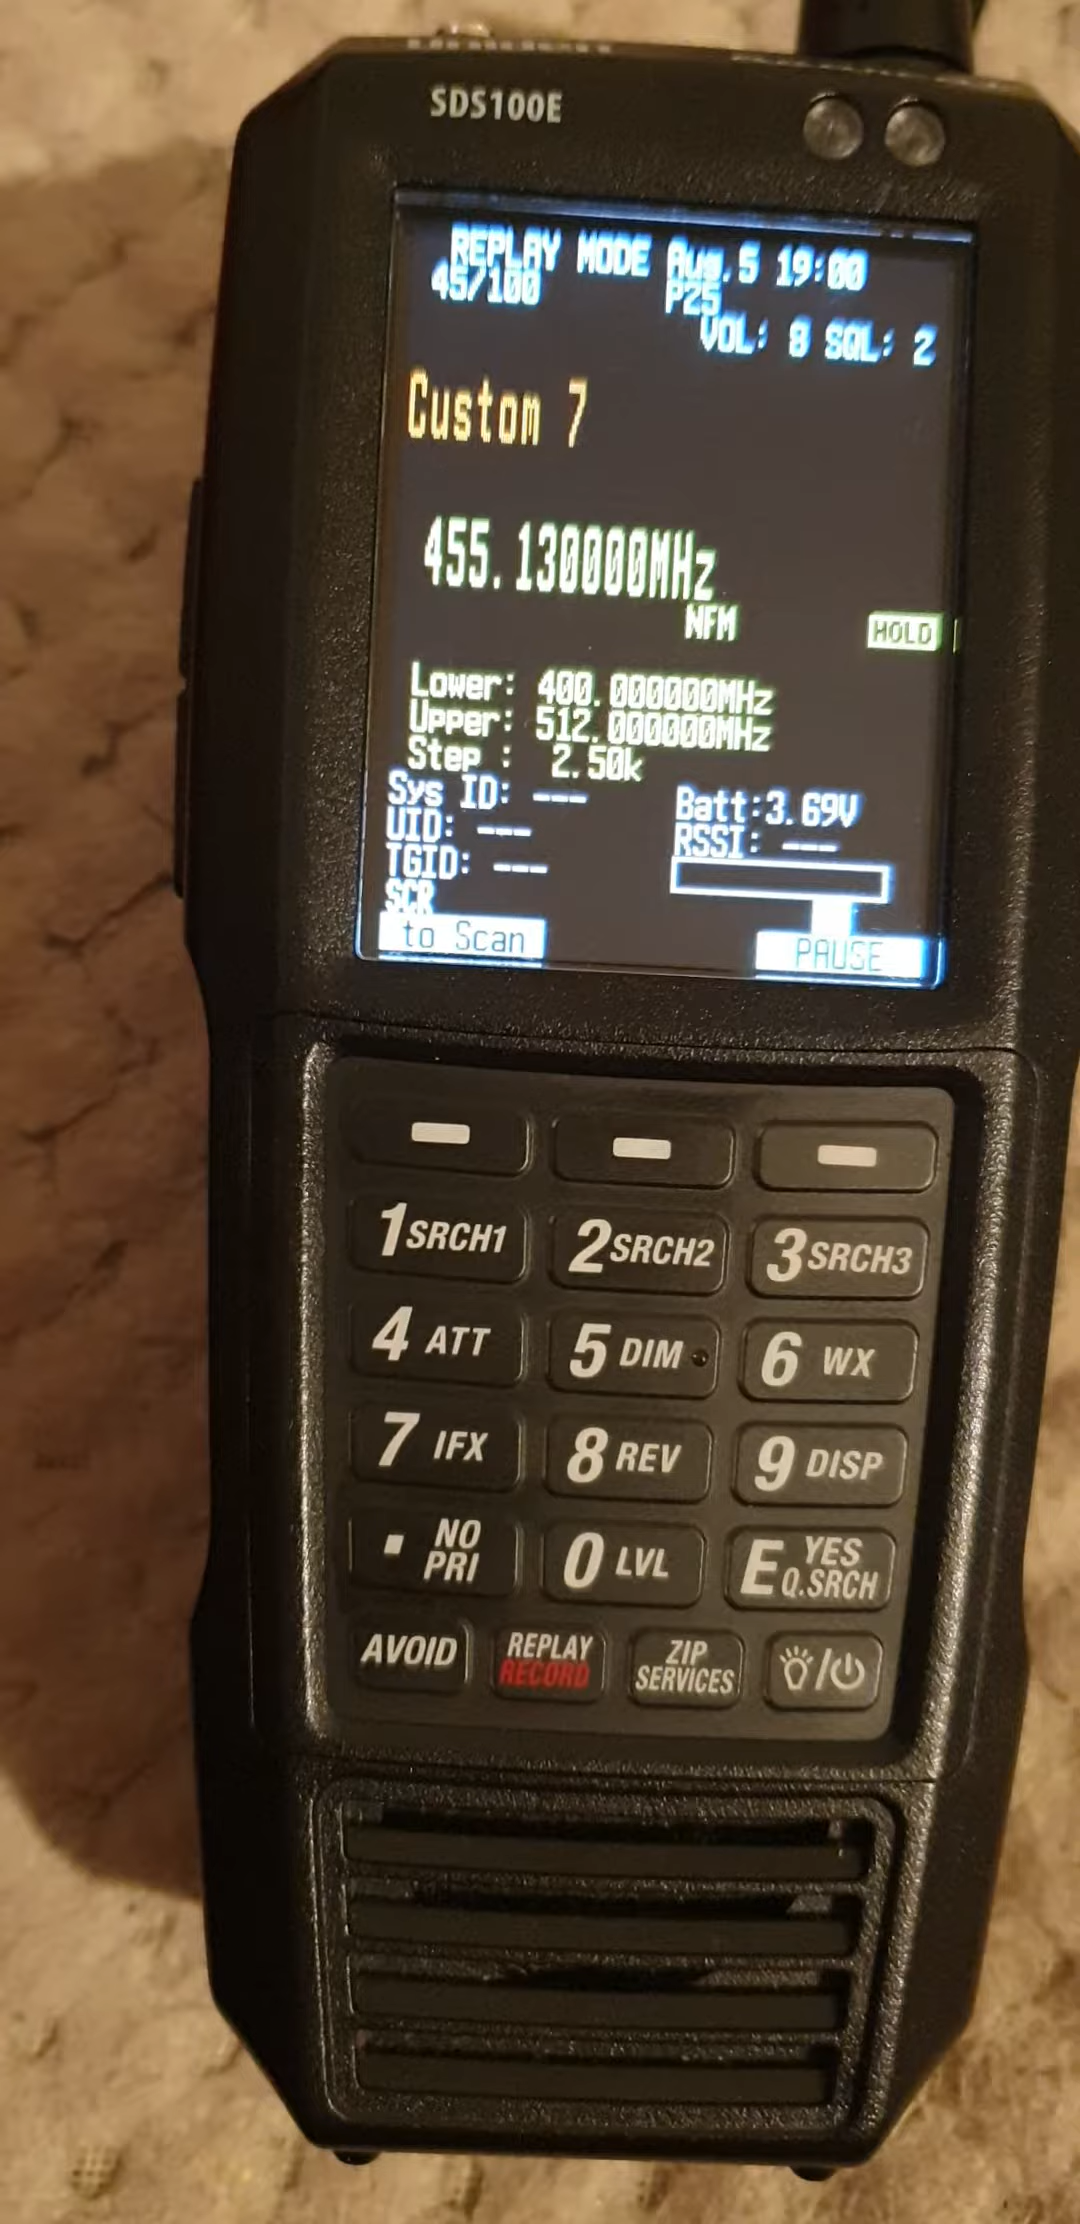 SDS100E
REPLAY MODE Aug.5 19:00
45/100 P25
VOL: 8 SQL: 2
Custom 7
455.130000MHz
NFM HOLD
Lower: 400.000000MHz
Upper: 512.000000MHz
Step : 2.50k
Sys ID: --- Batt:3.69V
UID: --- RSSI: ---
TGID: ---
SCR
to Scan PAUSE
1 SRCH1 2 SRCH2 3 SRCH3
4 ATT 5 DIM 6 WX
7 IFX 8 REV 9 DISP
. NO PRI 0 LVL E YES Q.SRCH
AVOID REPLAY RECORD ZIP SERVICES